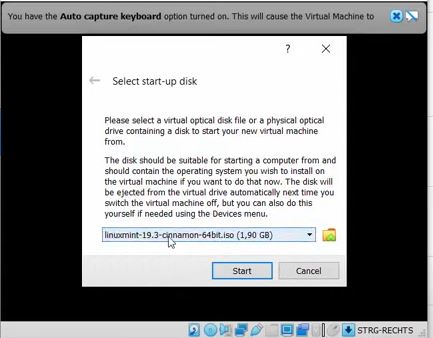 You have the Auto capture keyboard option turned on. This will cause the Virtual Machine to
?
Select start-up disk
Please select a virtual optical disk file or a physical optical
drive containing a disk to start your new virtual machine
from.
The disk should be suitable for starting a computer from and
should contain the operating system you wish to install on
the virtual machine if you want to do that now. The disk will
be ejected from the virtual drive automatically next time you
switch the virtual machine off, but you can also do this
yourself if needed using the Devices menu.
linuxmint-19.3-cinnamon-64bit.iso (1,90 GB)
Start
Cancel
STRG-RECHTS